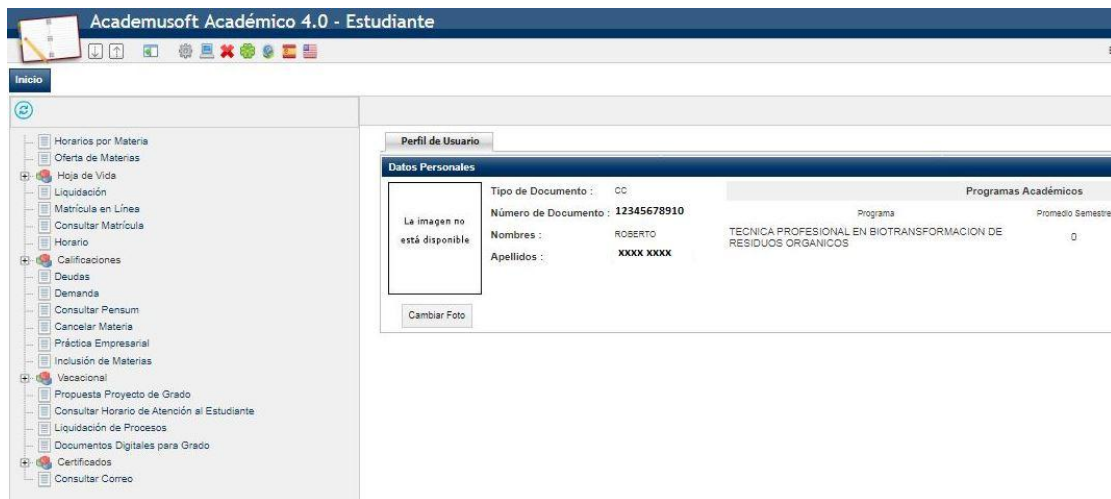 Academusoft Académico 4.0 - Estudiante
Inicio
Horarios por Materia
Oferta de Materias
Hoja de Vida
Liquidación
Matrícula en Línea
Consultar Matrícula
Horario
Calificaciones
Deudas
Demanda
Consultar Pensum
Cancelar Materia
Práctica Empresarial
Inclusión de Materias
Vacacional
Propuesta Proyecto de Grado
Consultar Horario de Atención al Estudiante
Liquidación de Procesos
Documentos Digitales para Grado
Certificados
Consultar Correo
Perfil de Usuario
Datos Personales
La imagen no
está disponible
Cambiar Foto
Tipo de Documento : CC
Número de Documento : 12345678910
Nombres : ROBERTO
Apellidos : XXXX XXXX
Programas Académicos
Programa Promedio Semestre
TECNICA PROFESIONAL EN BIOTRANSFORMACION DE 0
RESIDUOS ORGANICOS